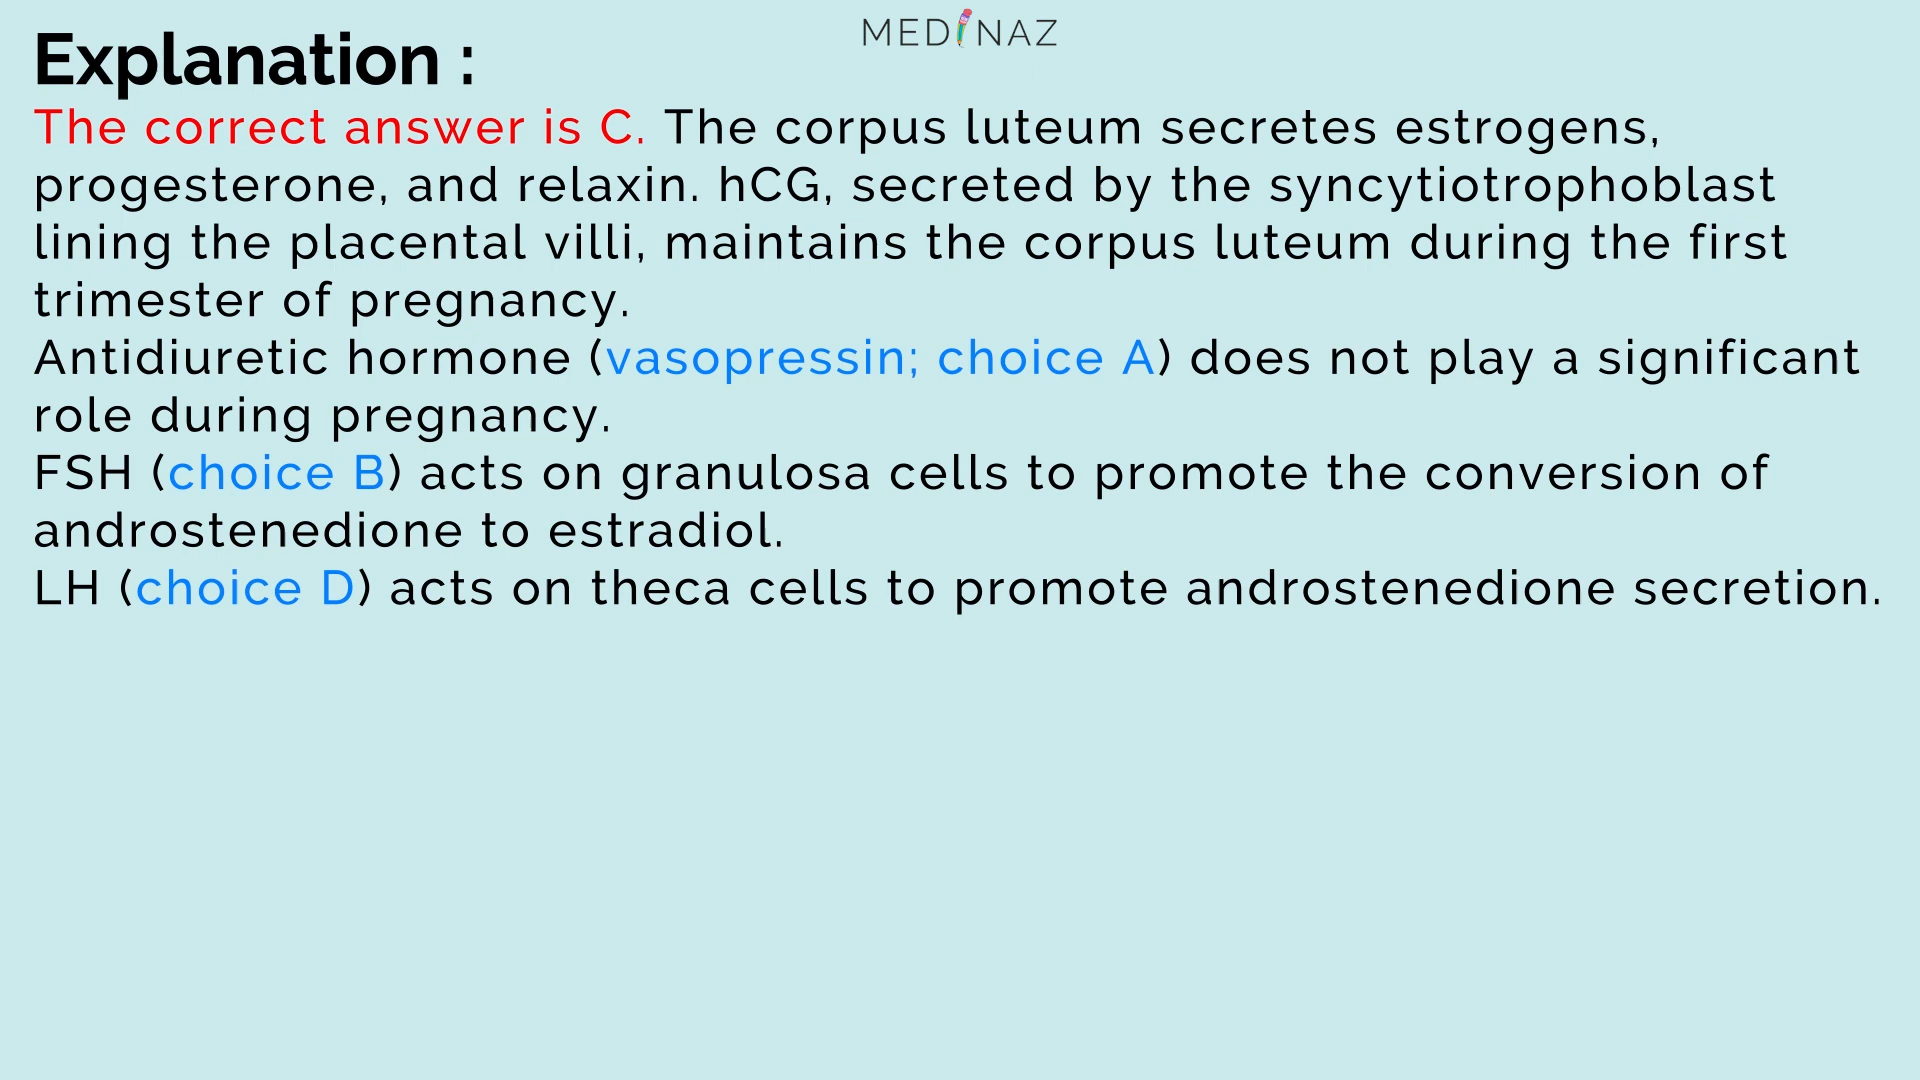 MEDINAZ
Explanation :
The correct answer is C. The corpus luteum secretes estrogens,
progesterone, and relaxin. hCG, secreted by the syncytiotrophoblast
lining the placental villi, maintains the corpus luteum during the first
trimester of pregnancy.
Antidiuretic hormone (vasopressin; choice A) does not play a significant
role during pregnancy.
FSH (choice B) acts on granulosa cells to promote the conversion of
androstenedione to estradiol.
LH (choice D) acts on theca cells to promote androstenedione secretion.